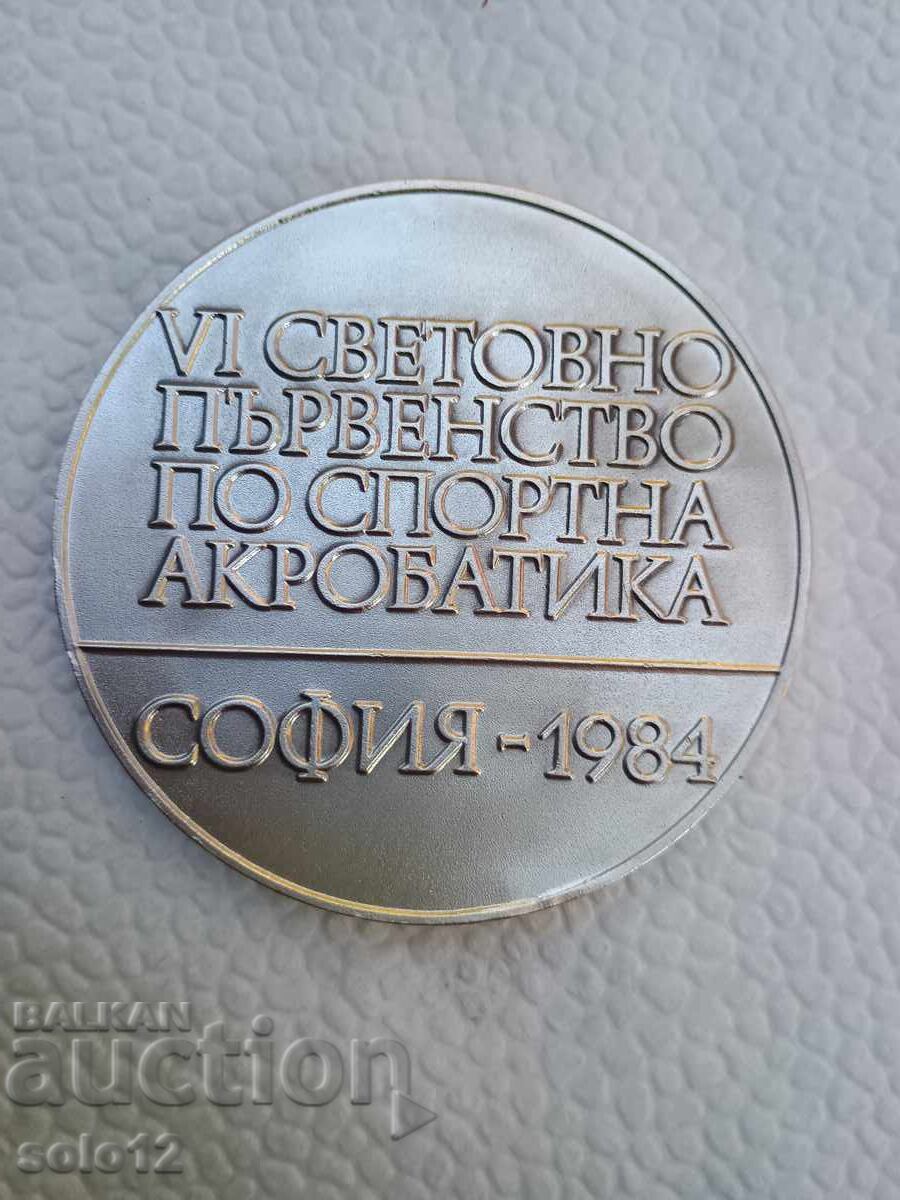 VI СВЕТОВНО
ПЪРВЕНСТВО
ПО СПОРТНА
АКРОБАТИКА
СОФИЯ - 1984
BALKAN
auction
solo12